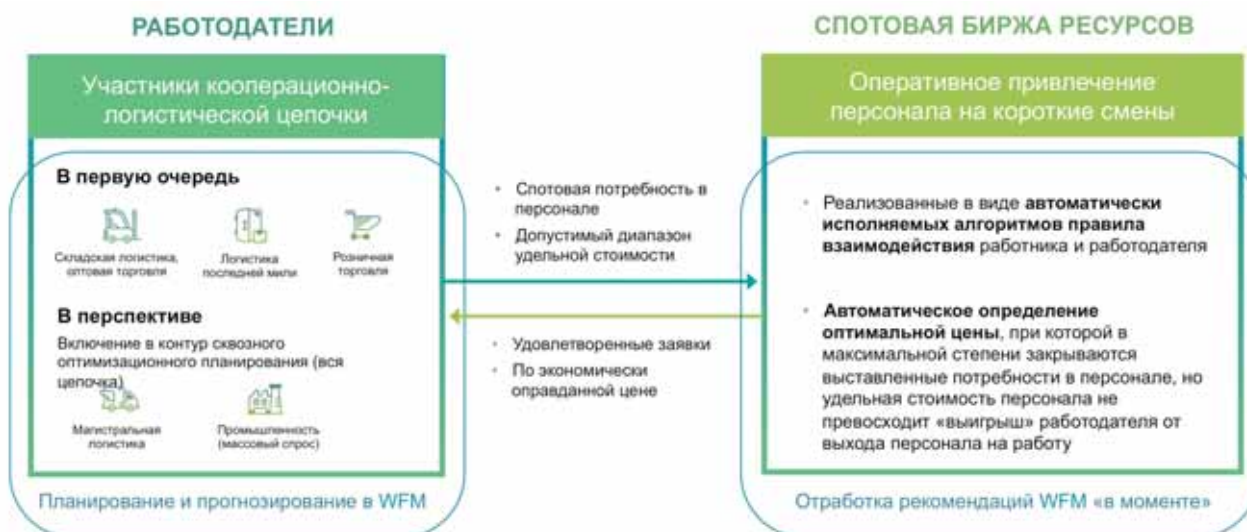 РАБОТОДАТЕЛИ
Участники кооперационно-
логистической цепочки
В первую очередь
Складская логистика,
оптовая торговля
Логистика
последней мили
Розничная
торговля
В перспективе
Включение в контур сквозного
оптимизационного планирования (вся
цепочка)
Магистральная
логистика
Промышленность
(массовый спрос)
Планирование и прогнозирование в WFM
• Спотовая потребность в
персонале
• Допустимый диапазон
удельной стоимости
• Удовлетворенные заявки
• По экономически
оправданной цене
СПОТОВАЯ БИРЖА РЕСУРСОВ
Оперативное привлечение
персонала на короткие смены
• Реализованные в виде автоматически
исполняемых алгоритмов правила
взаимодействия работника и работодателя
• Автоматическое определение
оптимальной цены, при которой в
максимальной степени закрываются
выставленные потребности в персонале, но
удельная стоимость персонала не
превосходит «выигрыш» работодателя от
выхода персонала на работу
Отработка рекомендаций WFM «в моменте»